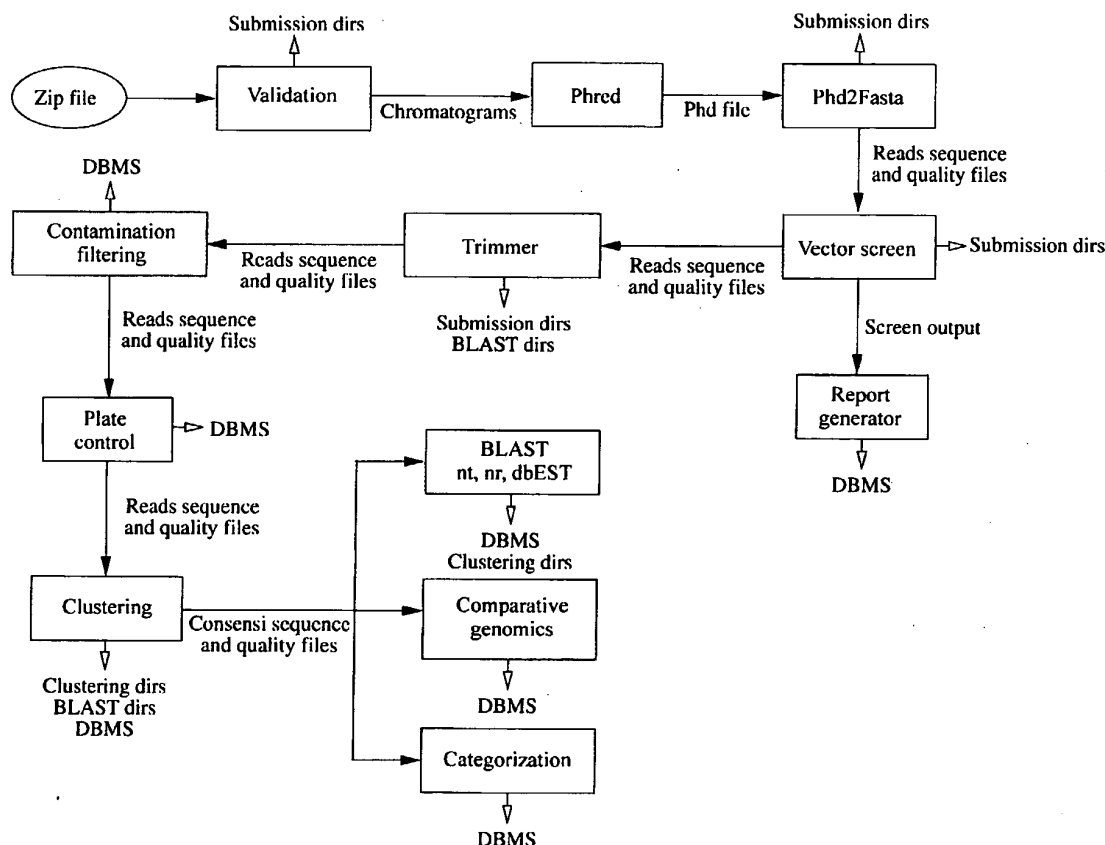 Submission dirs
Submission dirs
Zip file
Validation
Chromatograms
Phred
Phd file
Phd2Fasta
Reads sequence
and quality files
DBMS
Contamination
filtering
Reads sequence
and quality files
Trimmer
Reads sequence
and quality files
Vector screen
Submission dirs
Submission dirs
BLAST dirs
Reads sequence
and quality files
Screen output
Report
generator
DBMS
Plate
control
DBMS
BLAST
nt, nr, dbEST
DBMS
Clustering dirs
Reads sequence
and quality files
Clustering
Consensi sequence
and quality files
Comparative
genomics
DBMS
Clustering dirs
BLAST dirs
DBMS
Categorization
DBMS